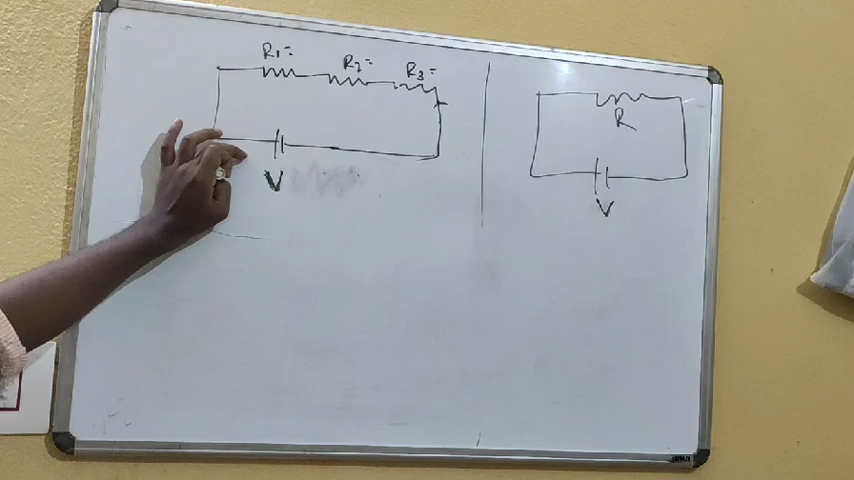 R1=
R2=
R3=
V
R
V